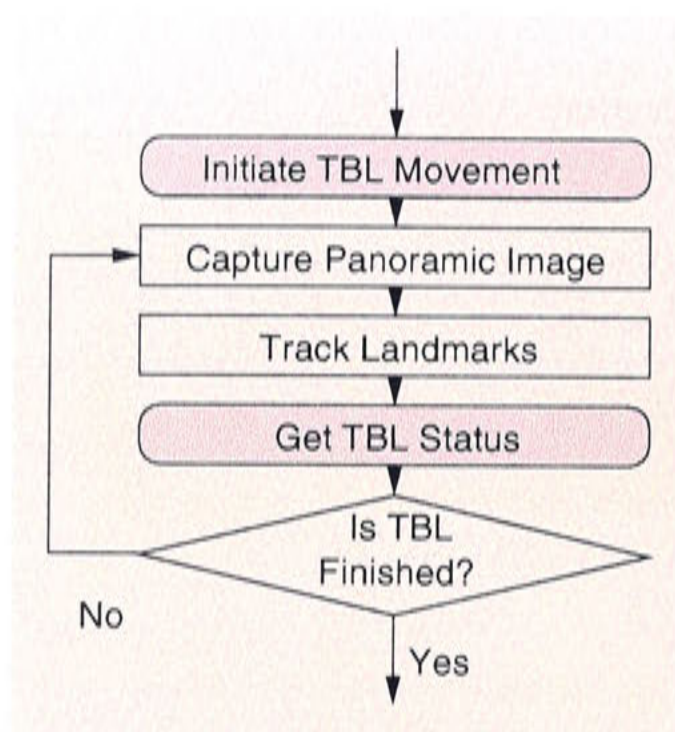 Initiate TBL Movement
Capture Panoramic Image
Track Landmarks
Get TBL Status
Is TBL
Finished?
No
Yes